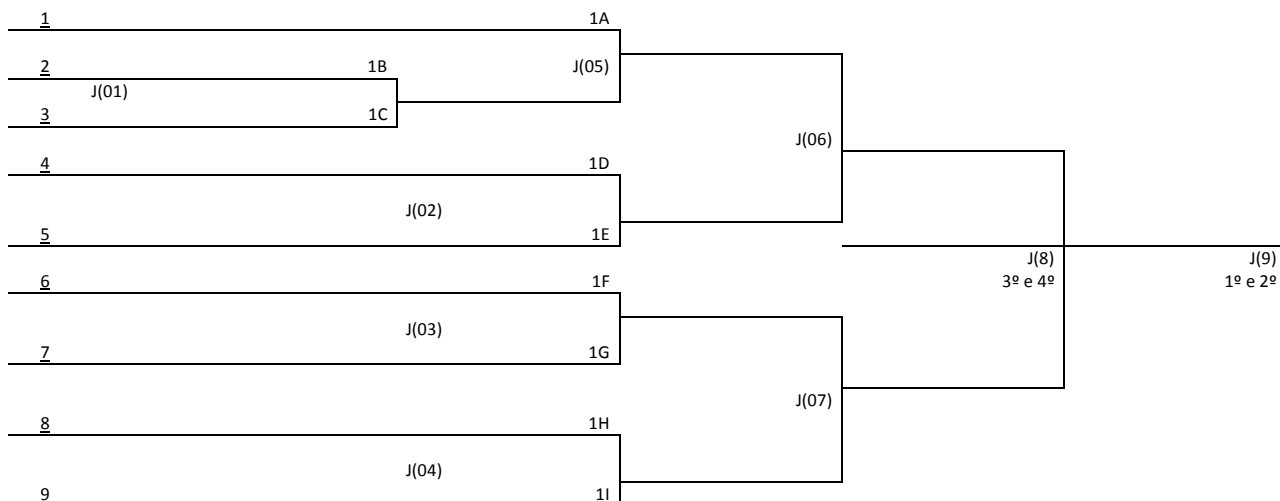 1 1A
2 1B J(05)
J(01)
3 1C
J(06)
4 1D
J(02)
5 1E
J(8) J(9)
3º e 4º 1º e 2º
6 1F
J(03)
7 1G
J(07)
8 1H
J(04)
9 1I